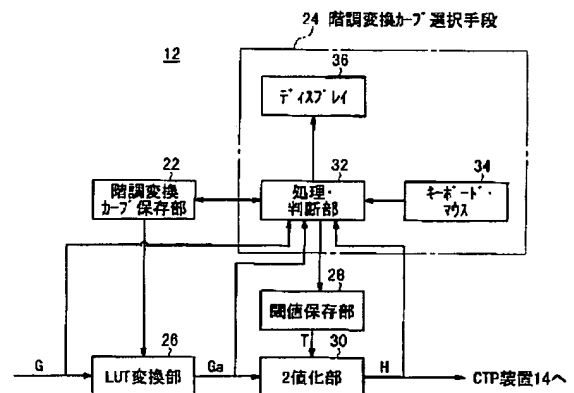 24 階調変換カーブ選択手段
12
36
ディスプレイ
22
階調変換
カーブ保存部
32
処理・
判断部
34
キーボード・
マウス
28
閾値保存部
G
26
LUT変換部
Ga
T
30
2値化部
H
CTP装置14へ